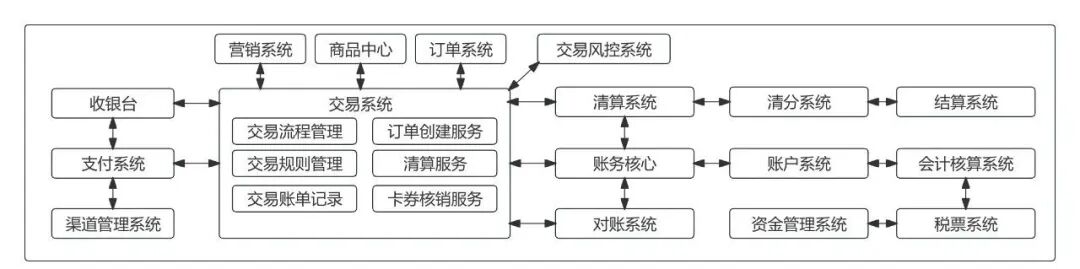 营销系统
商品中心
订单系统
交易风控系统
收银台
交易系统
清算系统
清分系统
结算系统
交易流程管理
订单创建服务
支付系统
交易规则管理
清算服务
账务核心
账户系统
会计核算系统
交易账单记录
卡券核销服务
渠道管理系统
对账系统
资金管理系统
税票系统